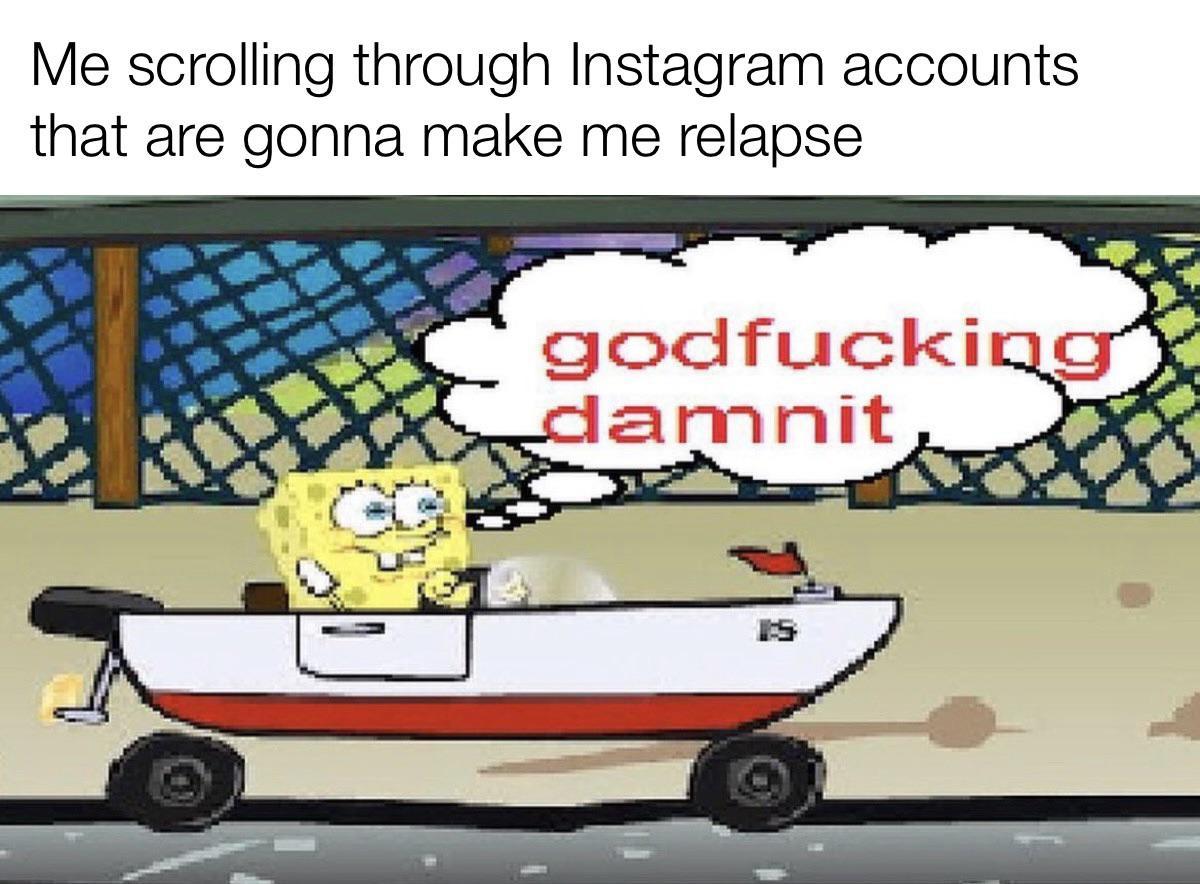 Me scrolling through Instagram accounts
that are gonna make me relapse
godfucking
damnit